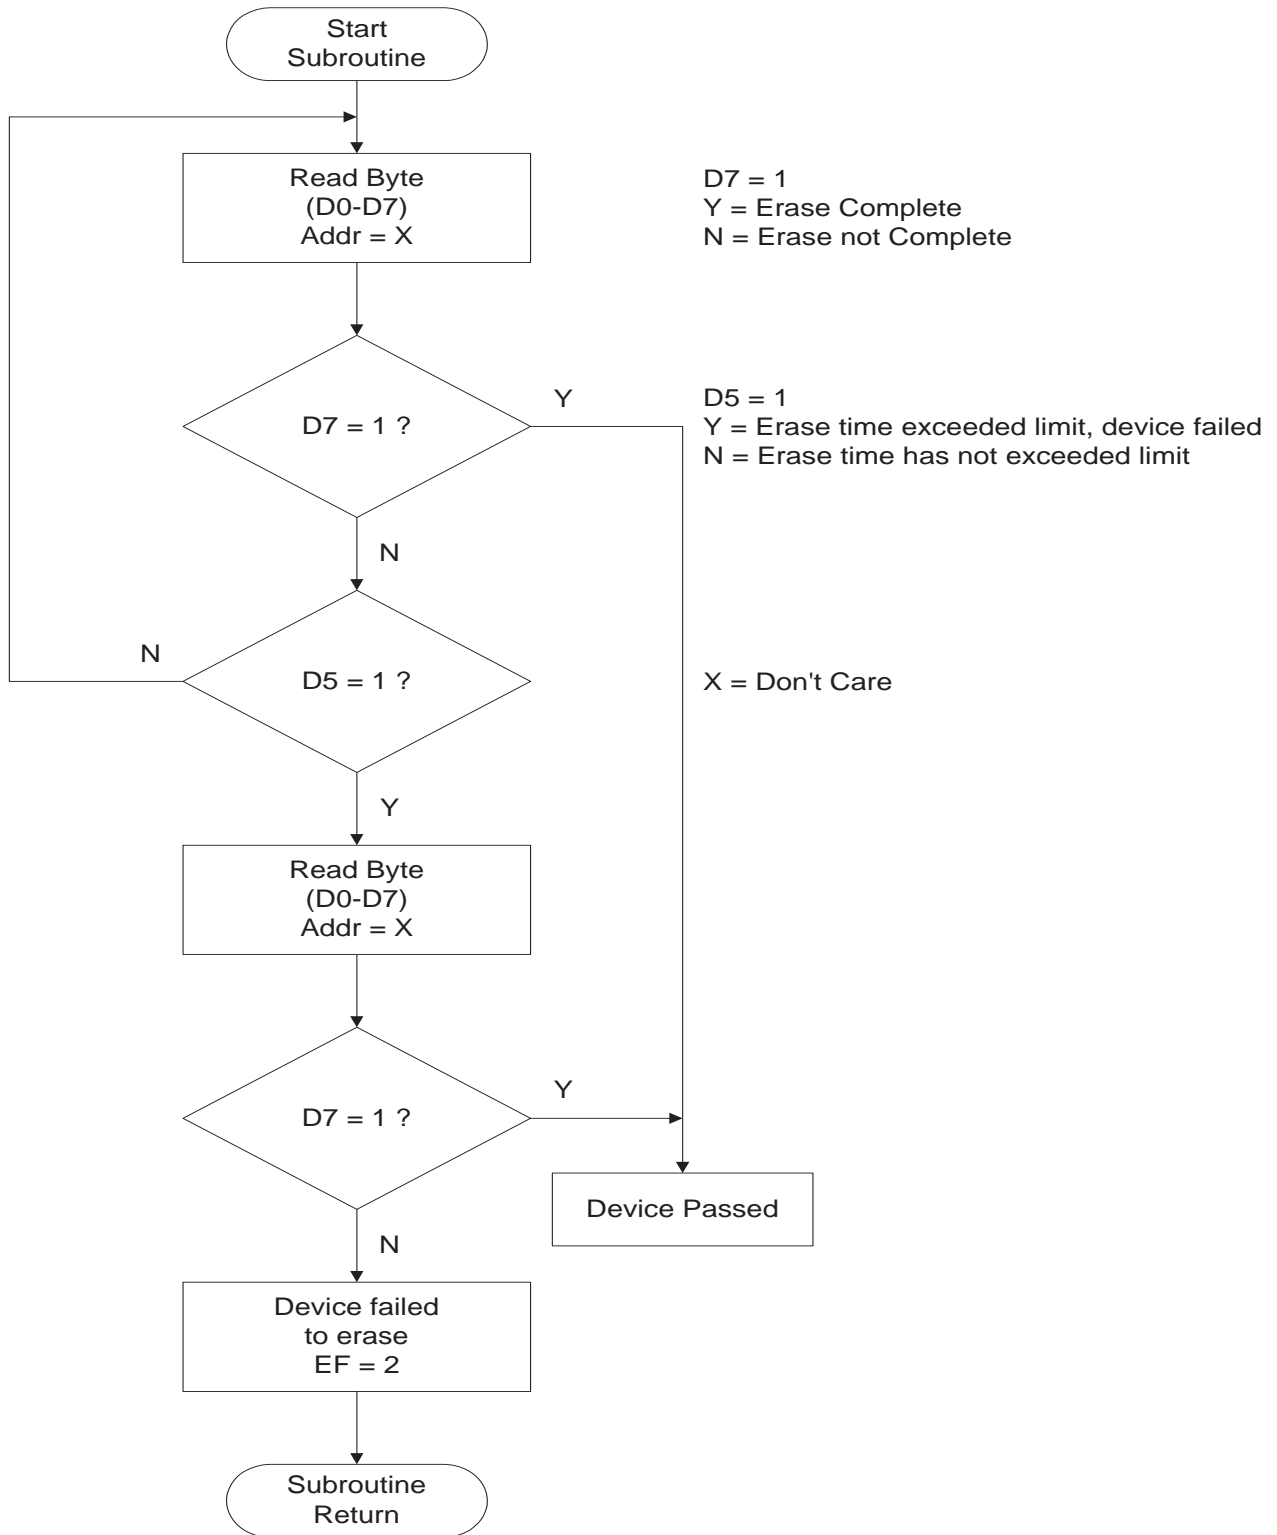 Start
Subroutine
Read Byte
(D0-D7)
Addr = X
D7 = 1
Y = Erase Complete
N = Erase not Complete
D7 = 1 ?
Y
D5 = 1
Y = Erase time exceeded limit, device failed
N = Erase time has not exceeded limit
N
N
D5 = 1 ?
X = Don't Care
Y
Read Byte
(D0-D7)
Addr = X
Y
D7 = 1 ?
Device Passed
N
Device failed
to erase
EF = 2
Subroutine
Return